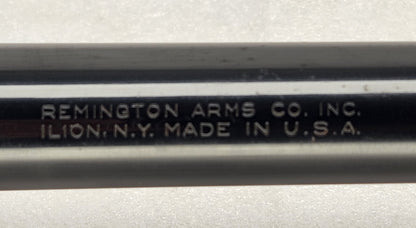 REMINGTON ARMS CO. INC.
ILION, N.Y. MADE IN U.S.A.